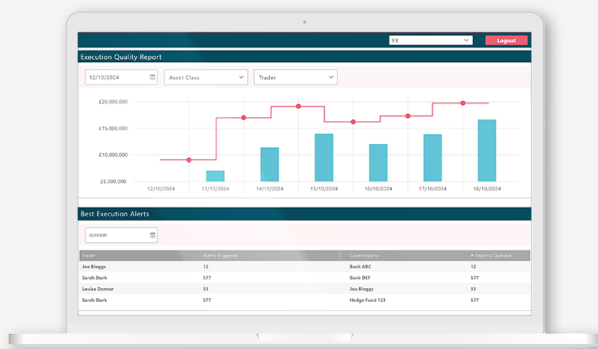 FX Logout
Execution Quality Report
12/10/2024 Asset Class Trader
£20,000,000
£15,000,000
£10,000,000
£5,000,000
12/10/2024 13/10/2024 14/10/2024 15/10/2024 16/10/2024 17/10/2024 18/10/2024
Best Execution Alerts
Trader Alerts Triggered Counterparty # Reports Queued
Joe Bloggs 12 Bank ABC 12
Sarah Stark 577 Bank DEF 577
Louise Donner 33 Joe Bloggs 33
Sarah Stark 577 Hedge Fund 123 577